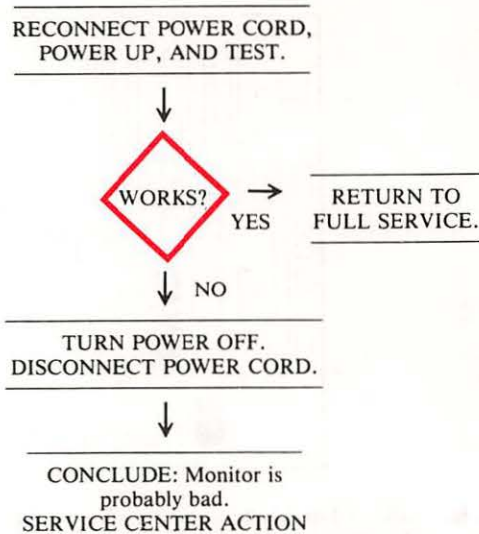 RECONNECT POWER CORD,
POWER UP, AND TEST.
WORKS?
YES
RETURN TO
FULL SERVICE.
NO
TURN POWER OFF.
DISCONNECT POWER CORD.
CONCLUDE: Monitor is
probably bad.
SERVICE CENTER ACTION